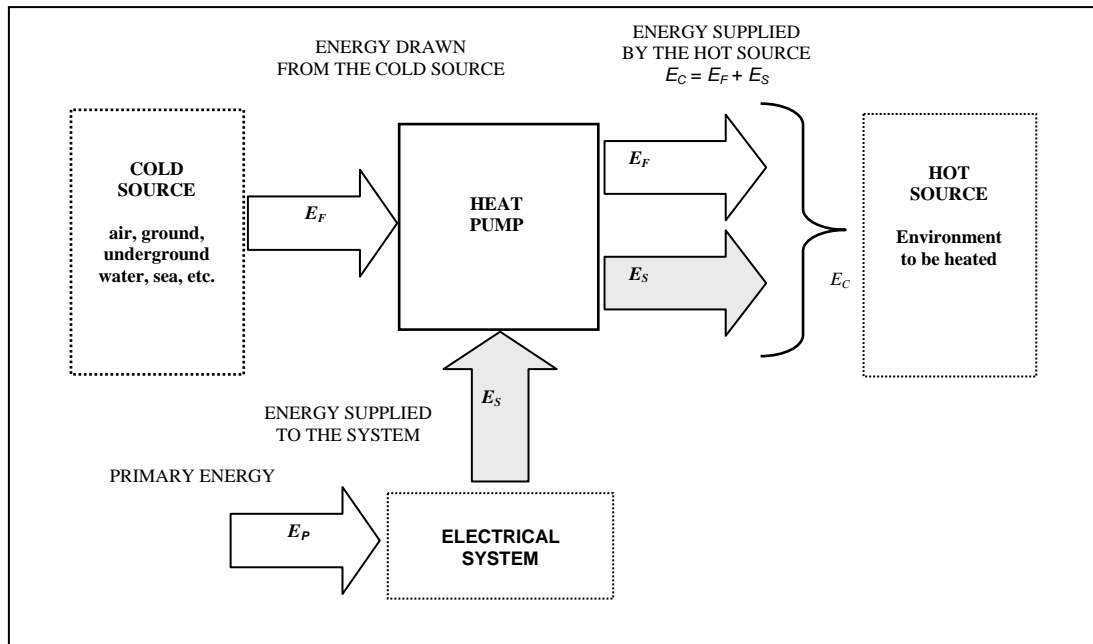 ENERGY DRAWN
FROM THE COLD SOURCE
ENERGY SUPPLIED
BY THE HOT SOURCE
E_C = E_F + E_S
COLD
SOURCE
air, ground,
underground
water, sea, etc.
E_F
HEAT
PUMP
E_F
E_S
E_C
HOT
SOURCE
Environment
to be heated
E_S
ENERGY SUPPLIED
TO THE SYSTEM
PRIMARY ENERGY
E_P
ELECTRICAL
SYSTEM